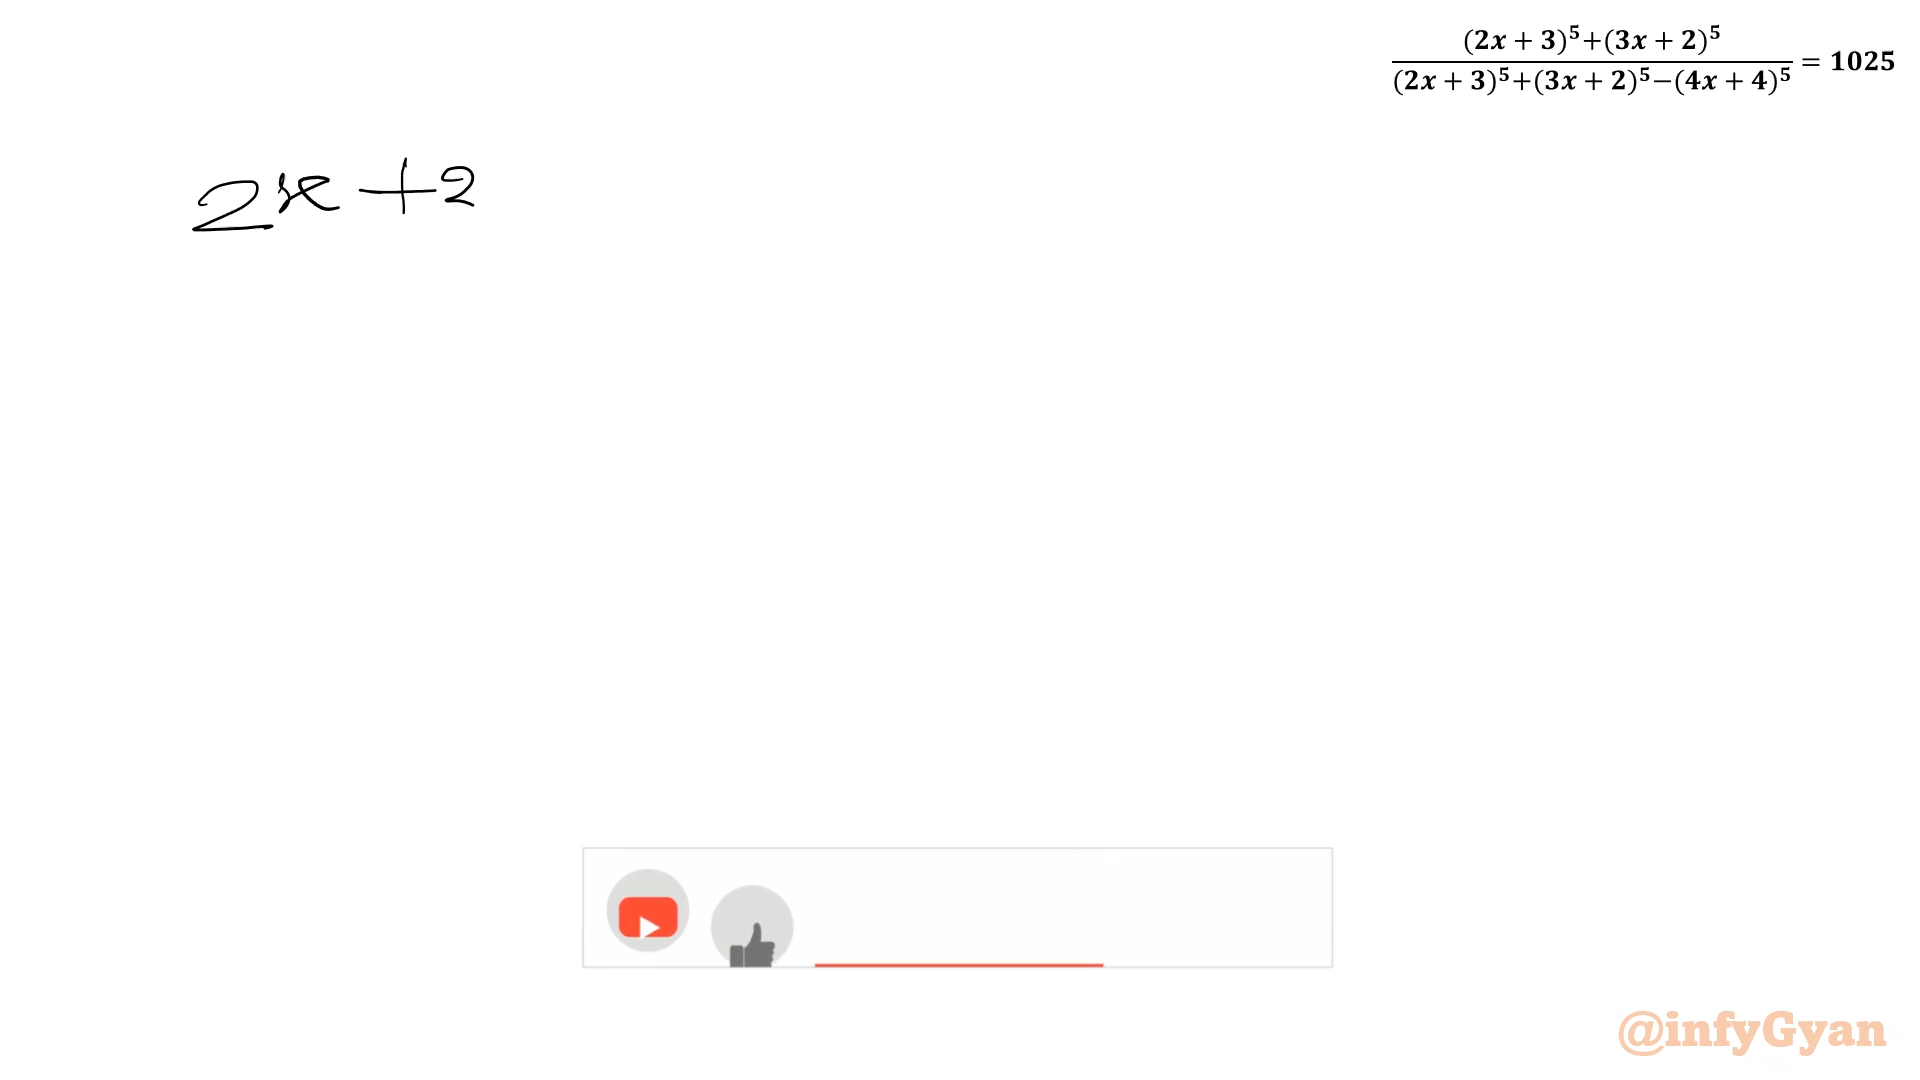 (2x + 3)⁵+(3x + 2)⁵
(2x + 3)⁵+(3x + 2)⁵−(4x + 4)⁵ = 1025
2x + 2
@infyGyan